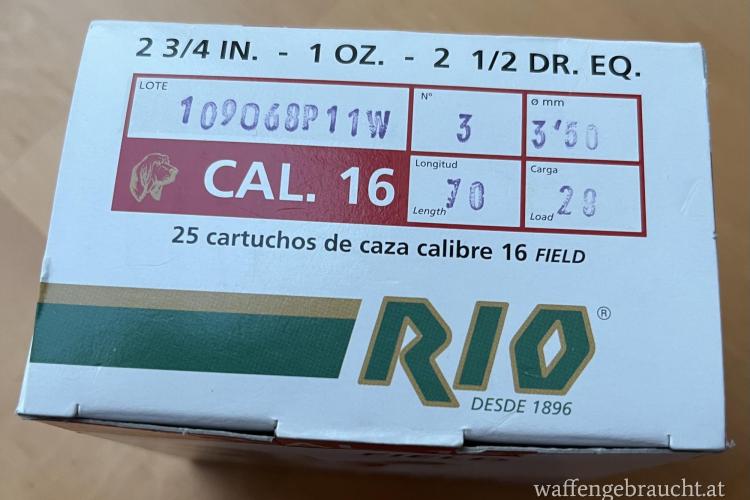 2 3/4 IN. - 1 OZ. - 2 1/2 DR. EQ.
LOTE
109068P11W
Nº
3
ø mm
3'50
CAL. 16
Longitud
70
Length
Carga
28
Load
25 cartuchos de caza calibre 16 FIELD
RIO®
DESDE 1896
waffengebraucht.at